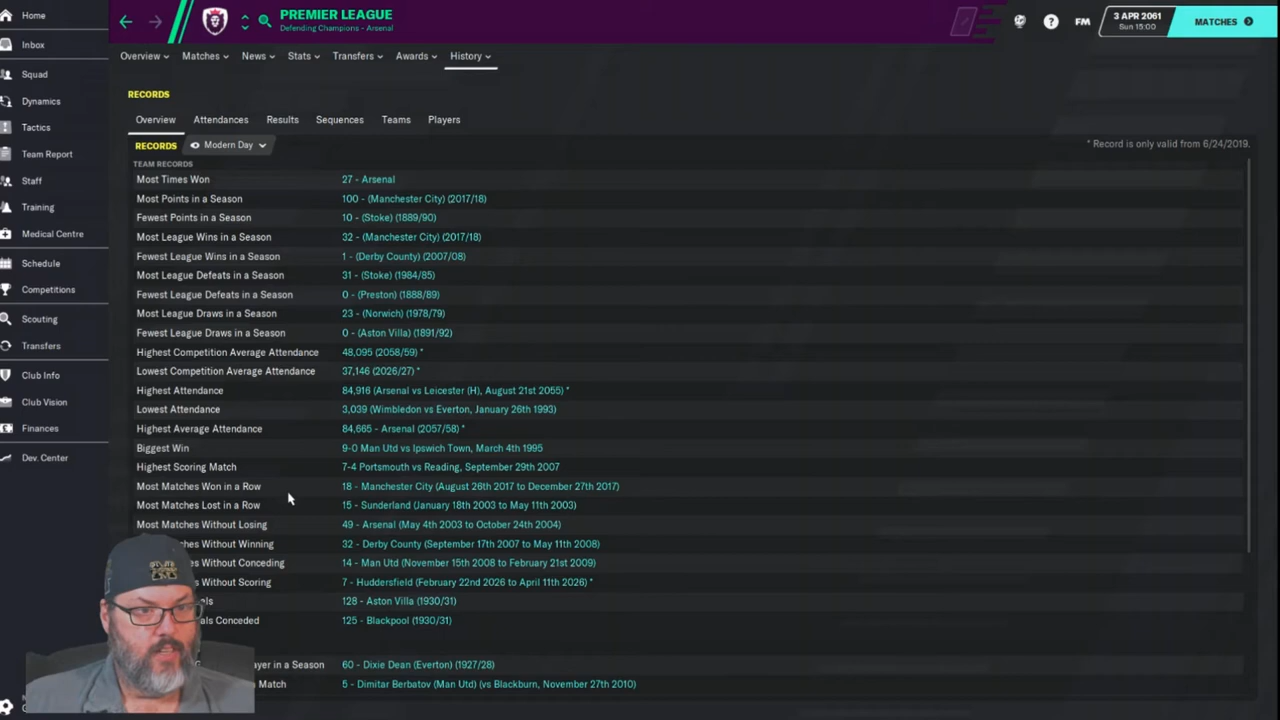 Home
PREMIER LEAGUE
Defending Champions - Arsenal
FM
3 APR 2061
Sun 15:00
MATCHES
Inbox
Overview Matches News Stats Transfers Awards History
Squad
Dynamics
Tactics
Team Report
Staff
Training
Medical Centre
Schedule
Competitions
Scouting
Transfers
Club Info
Club Vision
Finances
Dev. Center
RECORDS
Overview Attendances Results Sequences Teams Players
RECORDS Modern Day * Record is only valid from 6/24/2019.
TEAM RECORDS
Most Times Won 27 - Arsenal
Most Points in a Season 100 - (Manchester City) (2017/18)
Fewest Points in a Season 10 - (Stoke) (1889/90)
Most League Wins in a Season 32 - (Manchester City) (2017/18)
Fewest League Wins in a Season 1 - (Derby County) (2007/08)
Most League Defeats in a Season 31 - (Stoke) (1984/85)
Fewest League Defeats in a Season 0 - (Preston) (1888/89)
Most League Draws in a Season 23 - (Norwich) (1978/79)
Fewest League Draws in a Season 0 - (Aston Villa) (1891/92)
Highest Competition Average Attendance 48,095 (2058/59) *
Lowest Competition Average Attendance 37,146 (2026/27) *
Highest Attendance 84,916 (Arsenal vs Leicester (H), August 21st 2055) *
Lowest Attendance 3,039 (Wimbledon vs Everton, January 26th 1993)
Highest Average Attendance 84,665 - Arsenal (2057/58) *
Biggest Win 9-0 Man Utd vs Ipswich Town, March 4th 1995
Highest Scoring Match 7-4 Portsmouth vs Reading, September 29th 2007
Most Matches Won in a Row 18 - Manchester City (August 26th 2017 to December 27th 2017)
Most Matches Lost in a Row 15 - Sunderland (January 18th 2003 to May 11th 2003)
Most Matches Without Losing 49 - Arsenal (May 4th 2003 to October 24th 2004)
Without Winning 32 - Derby County (September 17th 2007 to May 11th 2008)
Without Conceding 14 - Man Utd (November 15th 2008 to February 21st 2009)
Without Scoring 7 - Huddersfield (February 22nd 2026 to April 11th 2026) *
128 - Aston Villa (1930/31)
Conceded 125 - Blackpool (1930/31)
in a Season 60 - Dixie Dean (Everton) (1927/28)
Match 5 - Dimitar Berbatov (Man Utd) (vs Blackburn, November 27th 2010)